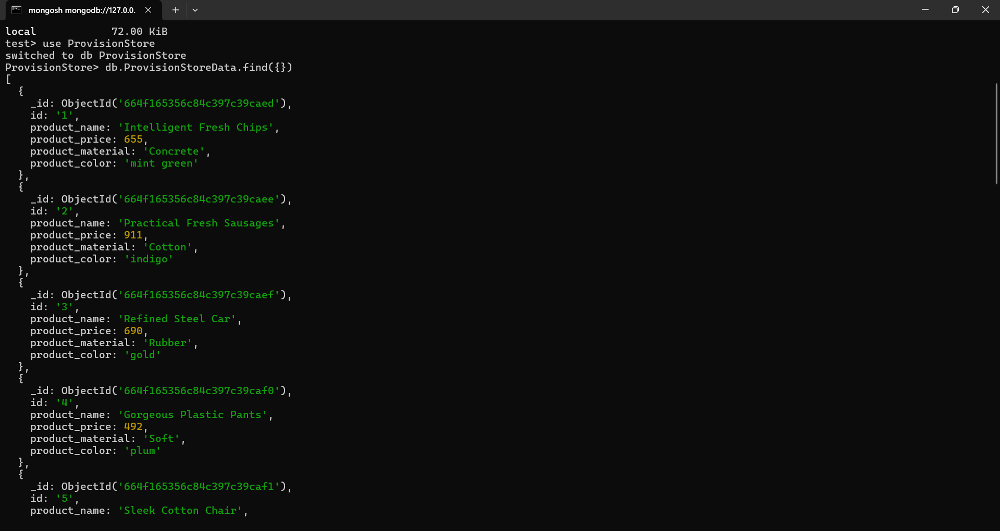 mongosh mongodb://127.0.0.
local            72.00 KiB
test> use ProvisionStore
switched to db ProvisionStore
ProvisionStore> db.ProvisionStoreData.find({})
[
  {
    _id: ObjectId('664f165356c84c397c39caed'),
    id: '1',
    product_name: 'Intelligent Fresh Chips',
    product_price: 655,
    product_material: 'Concrete',
    product_color: 'mint green'
  },
  {
    _id: ObjectId('664f165356c84c397c39caee'),
    id: '2',
    product_name: 'Practical Fresh Sausages',
    product_price: 911,
    product_material: 'Cotton',
    product_color: 'indigo'
  },
  {
    _id: ObjectId('664f165356c84c397c39caef'),
    id: '3',
    product_name: 'Refined Steel Car',
    product_price: 690,
    product_material: 'Rubber',
    product_color: 'gold'
  },
  {
    _id: ObjectId('664f165356c84c397c39caf0'),
    id: '4',
    product_name: 'Gorgeous Plastic Pants',
    product_price: 492,
    product_material: 'Soft',
    product_color: 'plum'
  },
  {
    _id: ObjectId('664f165356c84c397c39caf1'),
    id: '5',
    product_name: 'Sleek Cotton Chair',